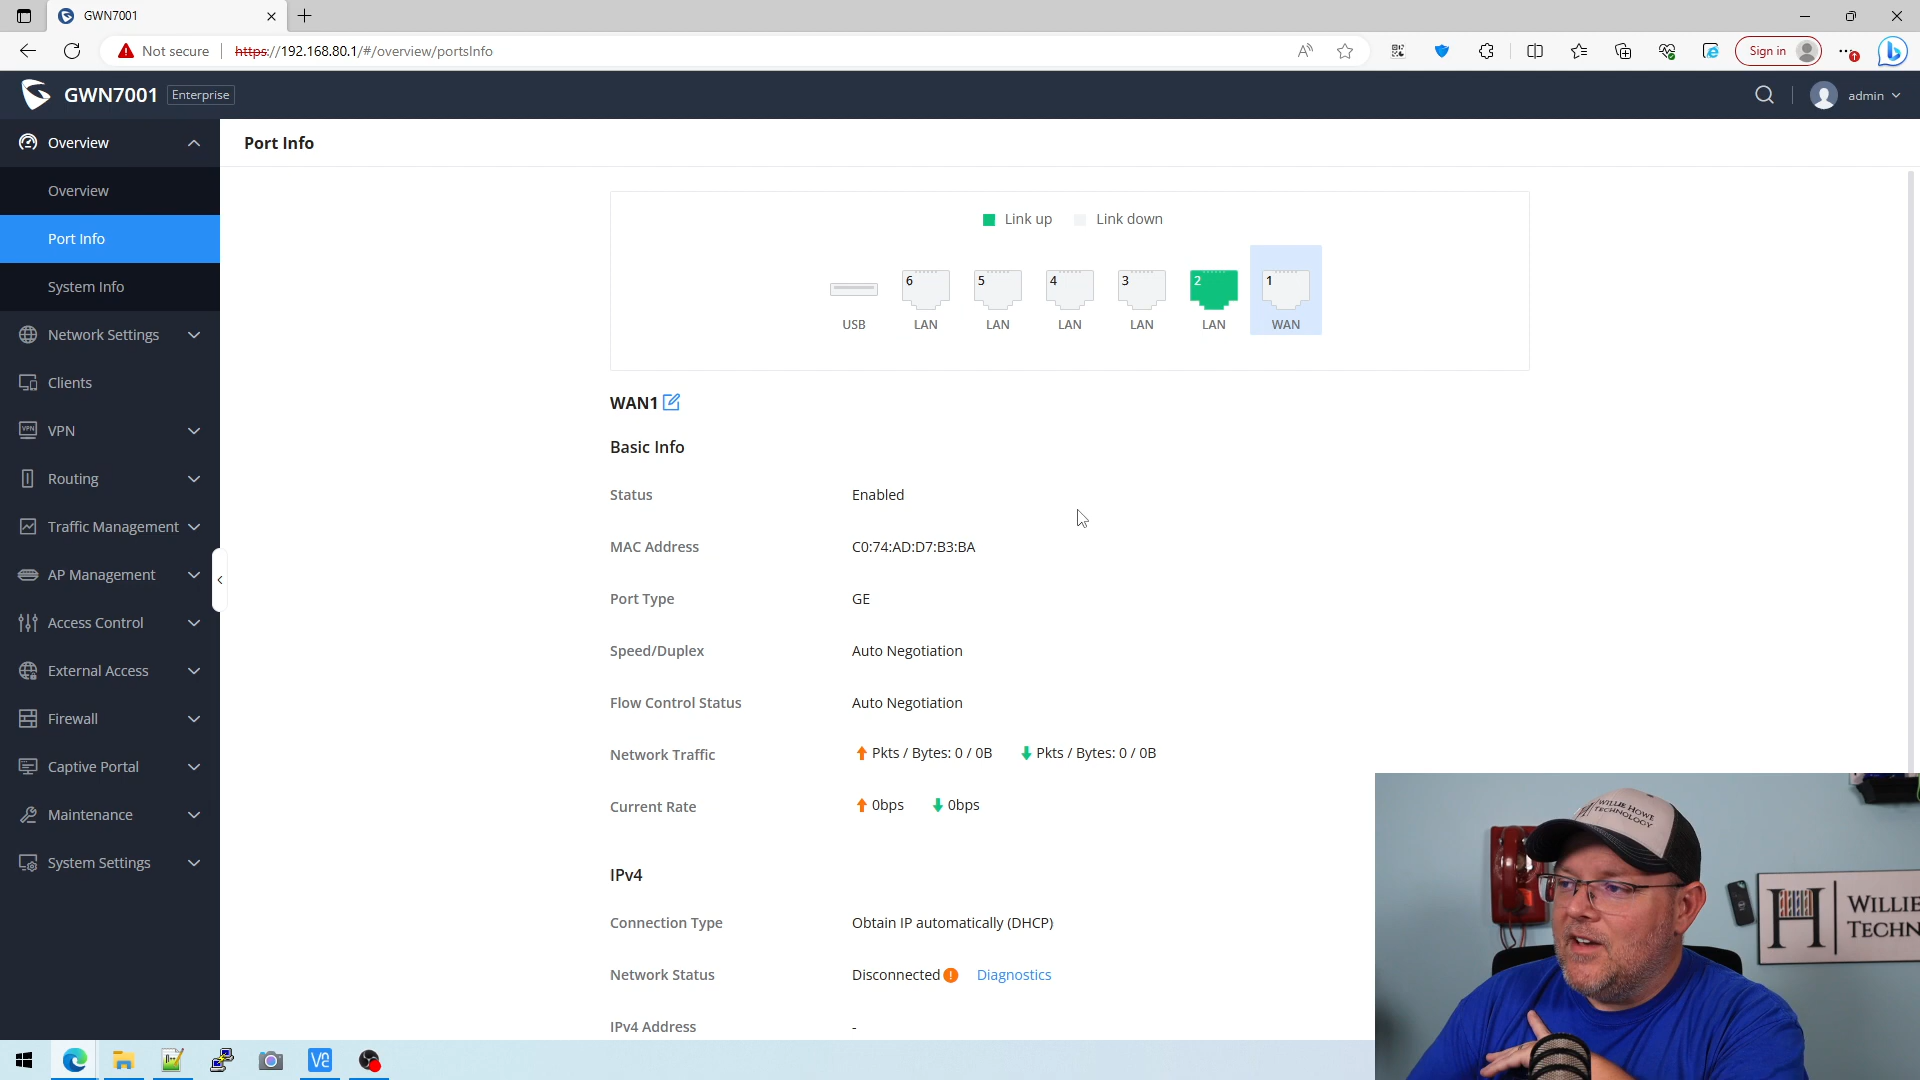 GWN7001
Not secure
https://192.168.80.1/#/overview/portsInfo
Sign in
GWN7001
Enterprise
admin
Overview
Overview
Port Info
System Info
Network Settings
Clients
VPN
Routing
Traffic Management
AP Management
Access Control
External Access
Firewall
Captive Portal
Maintenance
System Settings
Port Info
Link up
Link down
6
5
4
3
2
1
USB
LAN
LAN
LAN
LAN
LAN
WAN
WAN1
Basic Info
Status
Enabled
MAC Address
C0:74:AD:D7:B3:BA
Port Type
GE
Speed/Duplex
Auto Negotiation
Flow Control Status
Auto Negotiation
Network Traffic
Pkts / Bytes: 0 / 0B
Pkts / Bytes: 0 / 0B
Current Rate
0bps
0bps
IPv4
Connection Type
Obtain IP automatically (DHCP)
Network Status
Disconnected
Diagnostics
IPv4 Address
-
WILLIE HOWE
TECHNOLOGY
WILLIE
TECHN